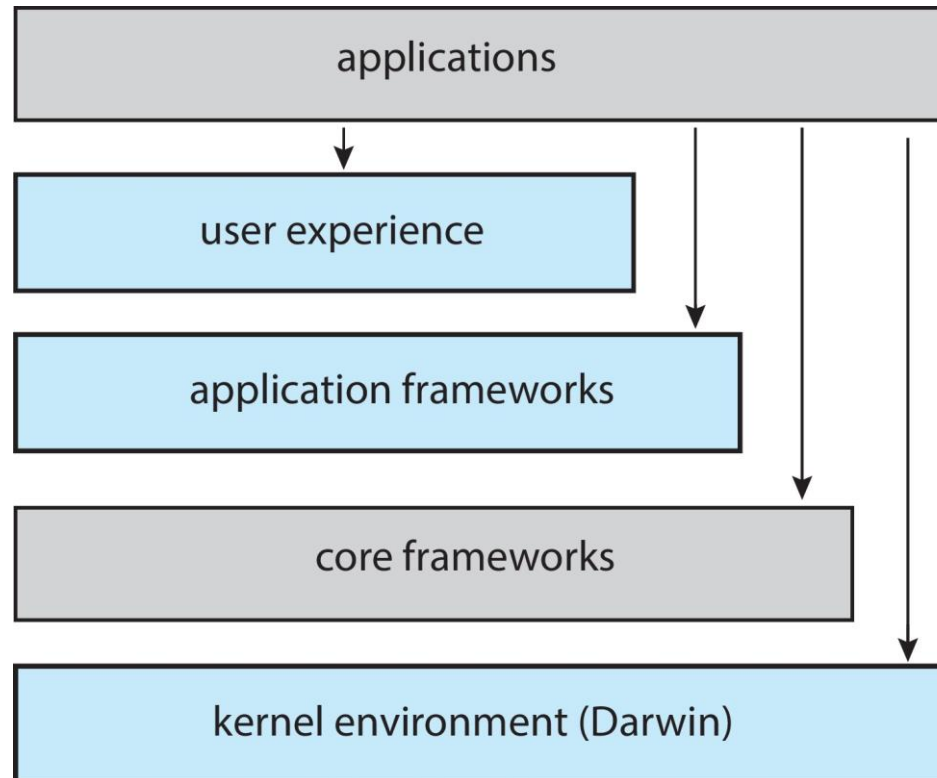 applications
user experience
application frameworks
core frameworks
kernel environment (Darwin)